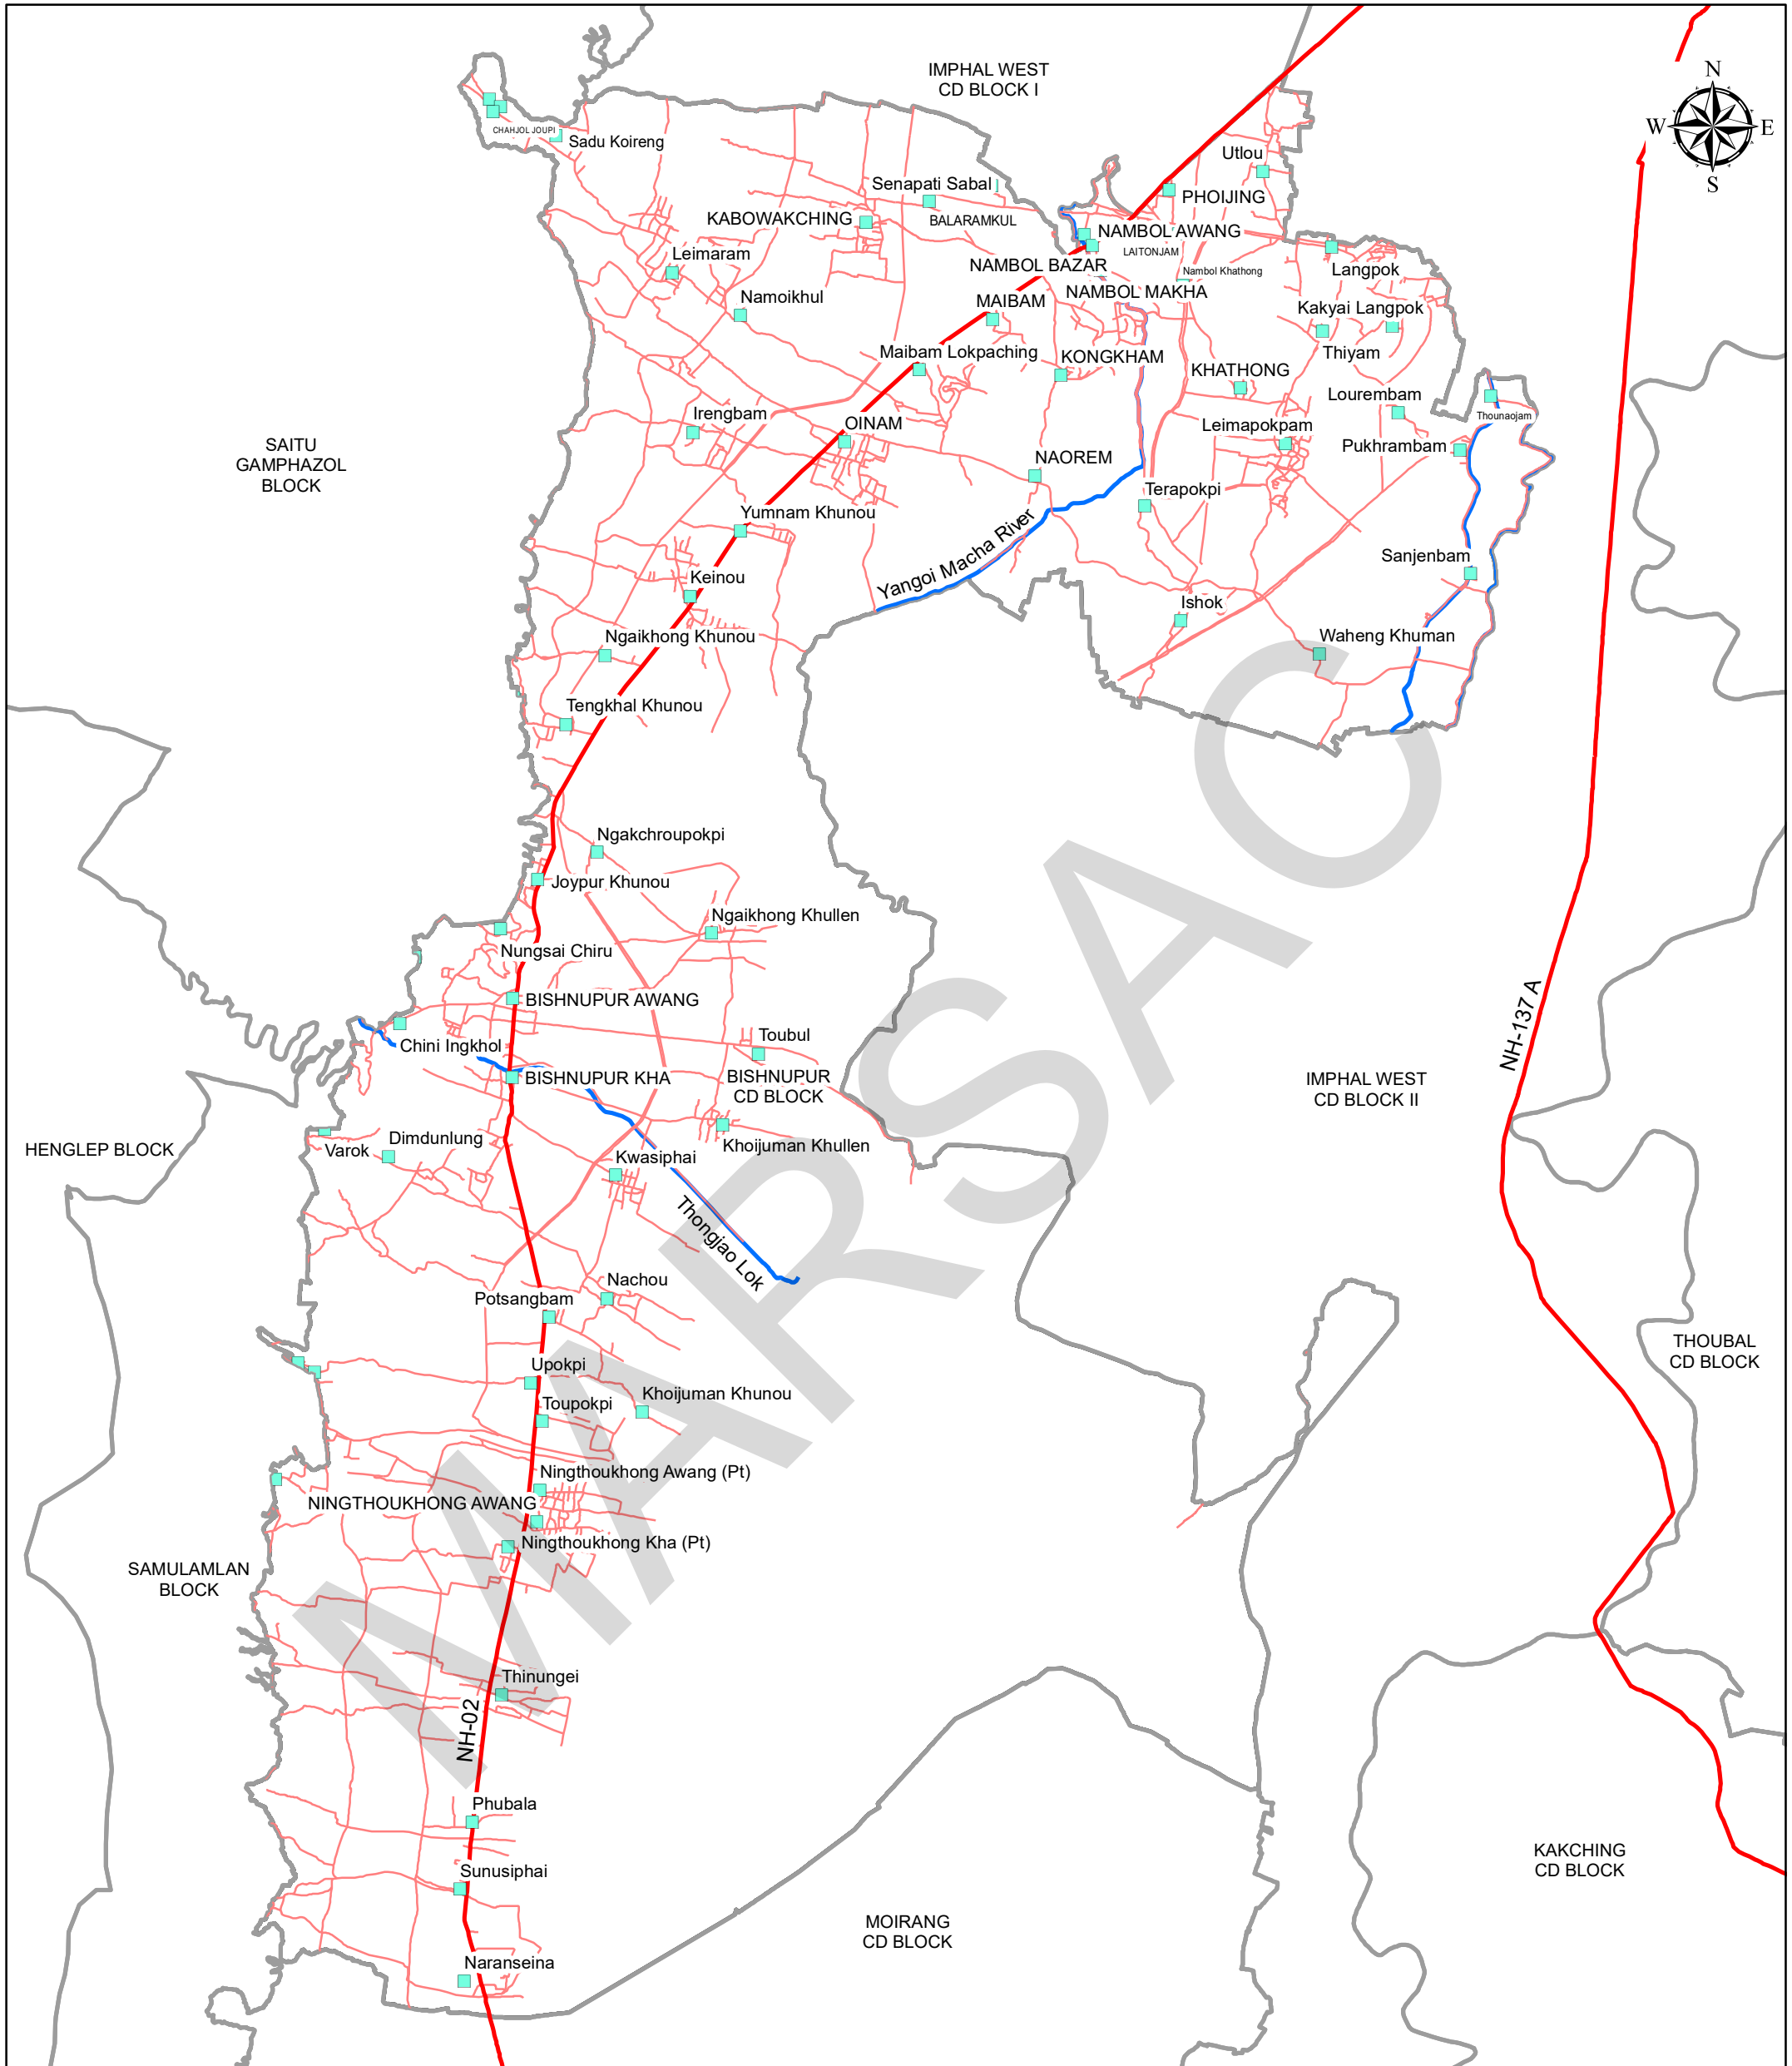 IMPHAL WEST
CD BLOCK I
N
W
E
S
CHAHJOL JOUPI
Sadu Koireng
Utlou
Senapati Sabal
PHOIJING
KABOWAKCHING
BALARAMKUL
NAMBOL AWANG
LAITONJAM
Leimaram
NAMBOL BAZAR
Nambol Khathong
Langpok
Namoikhul
MAIBAM
NAMBOL MAKHA
Kakyai Langpok
Maibam Lokpaching
KONGKHAM
Thiyam
KHATHONG
Lourembam
Irengbam
OINAM
Leimapokpam
Thounaojam
Pukhrambam
SAITU
GAMPHAZOL
BLOCK
NAOREM
Terapokpi
Yumnam Khunou
Yangoi Macha River
Sanjenbam
Keinou
Ishok
Ngaikhong Khunou
Waheng Khuman
Tengkhal Khunou
Ngakchroupokpi
Joypur Khunou
Ngaikhong Khullen
Nungsai Chiru
BISHNUPUR AWANG
NH-137 A
Chini Ingkhol
Toubul
BISHNUPUR KHA
BISHNUPUR
CD BLOCK
IMPHAL WEST
CD BLOCK II
HENGLEP BLOCK
Varok
Dimdunlung
Khoijuman Khullen
Kwasiphai
Thongjao Lok
Nachou
Potsangbam
THOUBAL
CD BLOCK
Upokpi
Khoijuman Khunou
Toupokpi
Ningthoukhong Awang (Pt)
NINGTHOUKHONG AWANG
Ningthoukhong Kha (Pt)
SAMULAMLAN
BLOCK
Thinungei
NH-02
Phubala
KAKCHING
CD BLOCK
Sunusiphai
MOIRANG
CD BLOCK
Naranseina
MARSAC